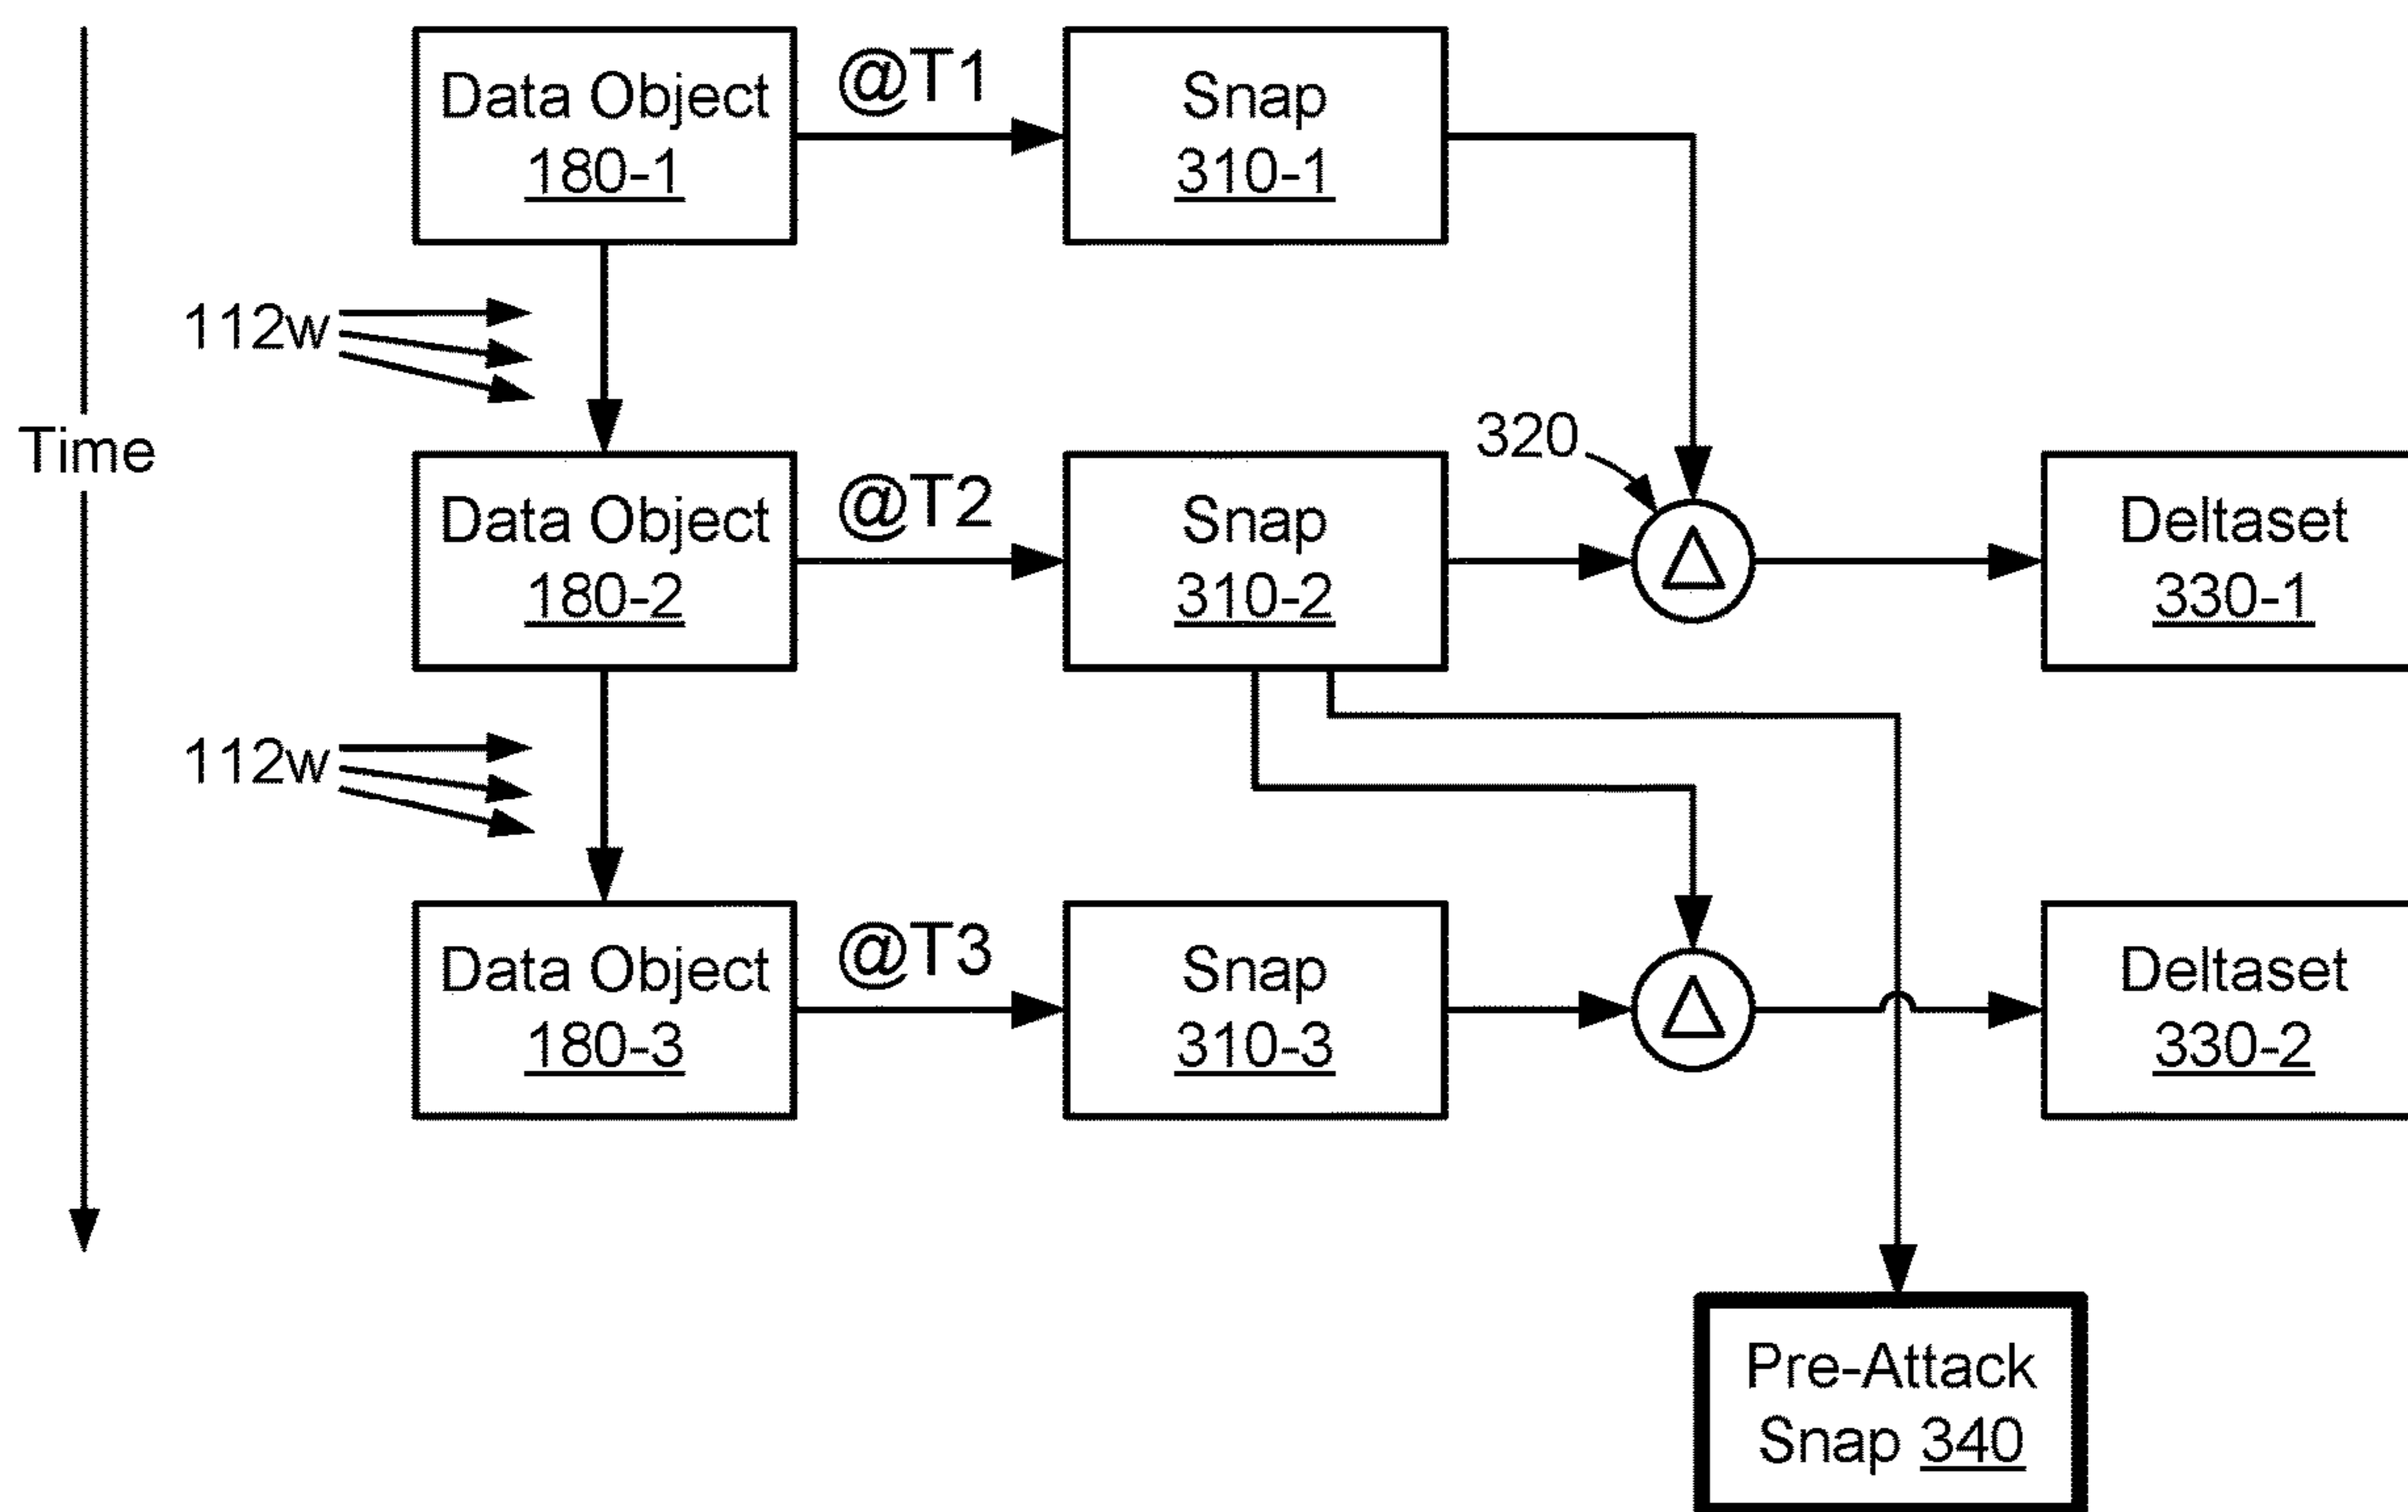 Data Object
180-1
@T1
Snap
310-1
112w
Time
Data Object
180-2
@T2
Snap
310-2
320
Δ
Deltaset
330-1
112w
Data Object
180-3
@T3
Snap
310-3
Δ
Deltaset
330-2
Pre-Attack
Snap 340